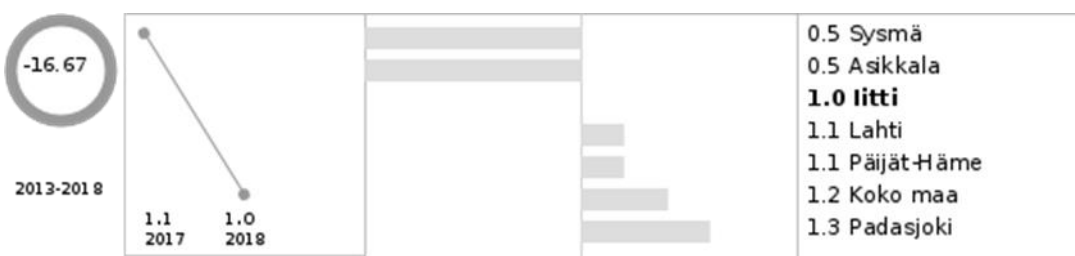 -16.67
2013-2018
1.1 1.0
2017 2018
0.5 Sysmä
0.5 Asikkala
1.0 Iitti
1.1 Lahti
1.1 Päijät-Häme
1.2 Koko maa
1.3 Padasjoki